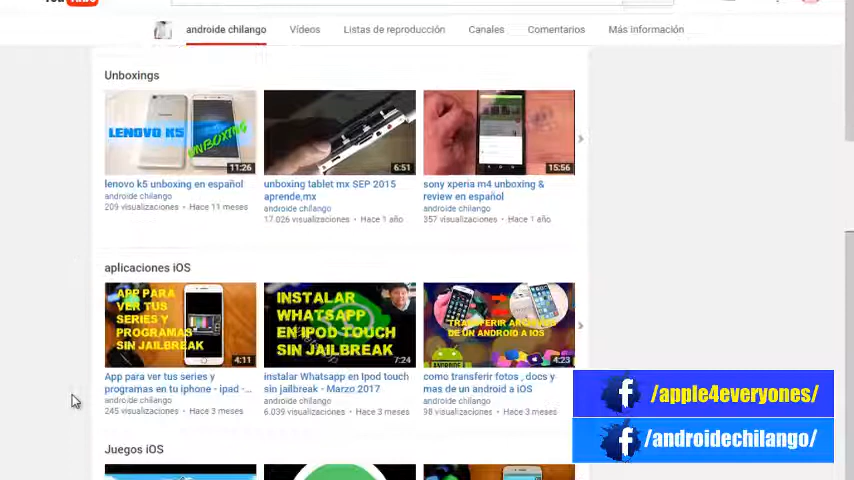 androide chilango Vídeos Listas de reproducción Canales Comentarios Más información
Unboxings
LENOVO K5
UNBOXING
11:26
6:51
15:56
lenovo k5 unboxing en español
androide chilango
209 visualizaciones • Hace 11 meses
unboxing tablet mx SEP 2015
aprende,mx
androide chilango
17.026 visualizaciones • Hace 1 año
sony xperia m4 unboxing &
review en español
androide chilango
357 visualizaciones • Hace 1 año
aplicaciones iOS
APP PARA
VER TUS
SERIES Y
PROGRAMAS
SIN JAILBREAK
4:11
INSTALAR
WHATSAPP
EN IPOD TOUCH
SIN JAILBREAK
7:24
TRANSFERIR
DE UN ANDROID A IOS
4:23
App para ver tus series y
programas en tu iphone - ipad -...
androide chilango
245 visualizaciones • Hace 3 meses
instalar Whatsapp en Ipod touch
sin jailbreak - Marzo 2017
androide chilango
6.039 visualizaciones • Hace 3 meses
como transferir fotos , docs y
mas de un android a iOS
androide chilango
98 visualizaciones • Hace 3 meses
/apple4everyones/
/androidechilango/
Juegos iOS